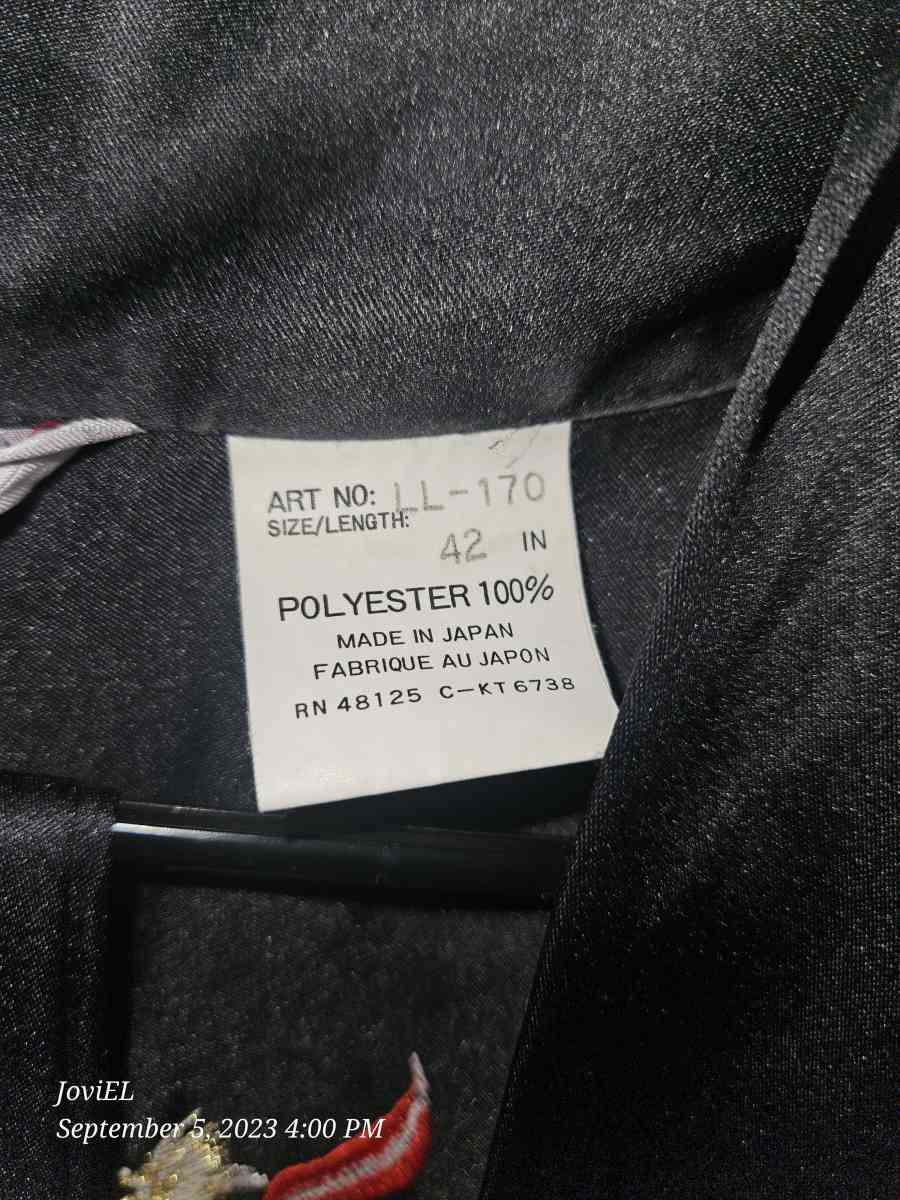 ART NO: LL-170
SIZE/LENGTH:
42 IN
POLYESTER 100%
MADE IN JAPAN
FABRIQUE AU JAPON
RN 48125 C-KT 6738
JoviEL
September 5, 2023 4:00 PM